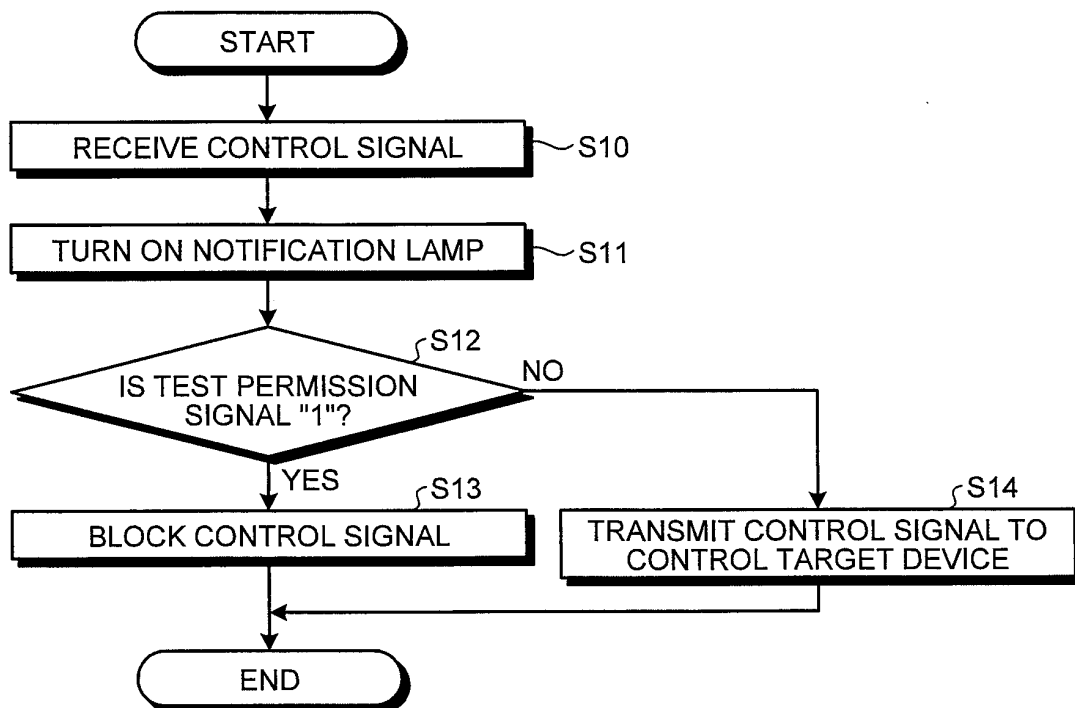 START
RECEIVE CONTROL SIGNAL
S10
TURN ON NOTIFICATION LAMP
S11
S12
IS TEST PERMISSION
SIGNAL "1"?
NO
YES
S13
BLOCK CONTROL SIGNAL
S14
TRANSMIT CONTROL SIGNAL TO
CONTROL TARGET DEVICE
END